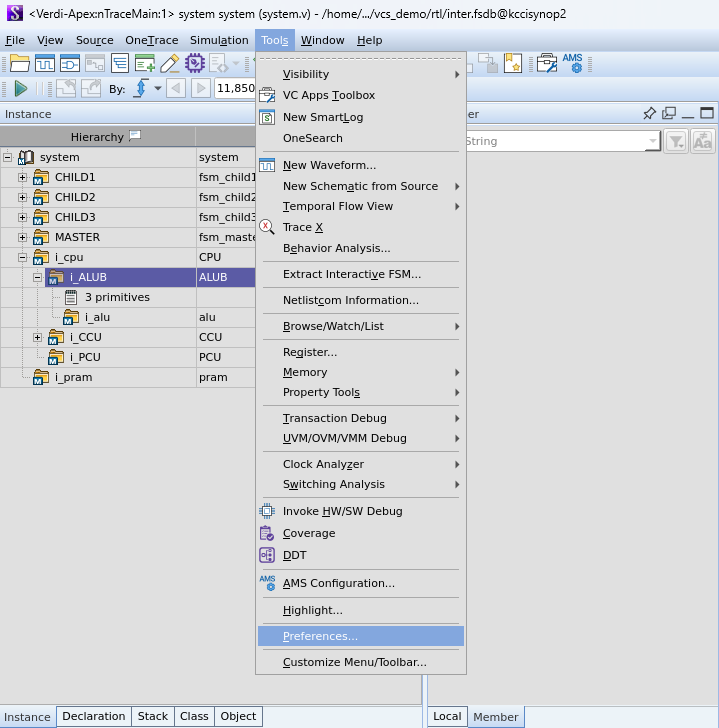 <Verdi-Apex:nTraceMain:1> system system (system.v) - /home/.../vcs_demo/rtl/inter.fsdb@kccisynop2
File View Source OneTrace Simulation Tools Window Help
AMS
By: 11,850
Instance
er
Hierarchy
String
Aa
system system
CHILD1 fsm_child1
CHILD2 fsm_child2
CHILD3 fsm_child3
MASTER fsm_maste
i_cpu CPU
i_ALUB ALUB
3 primitives
i_alu alu
i_CCU CCU
i_PCU PCU
i_pram pram
Visibility
VC Apps Toolbox
New SmartLog
OneSearch
New Waveform...
New Schematic from Source
Temporal Flow View
Trace X
Behavior Analysis...
Extract Interactive FSM...
Netlistcom Information...
Browse/Watch/List
Register...
Memory
Property Tools
Transaction Debug
UVM/OVM/VMM Debug
Clock Analyzer
Switching Analysis
Invoke HW/SW Debug
Coverage
DDT
AMS AMS Configuration...
Highlight...
Preferences...
Customize Menu/Toolbar...
Instance Declaration Stack Class Object
Local Member